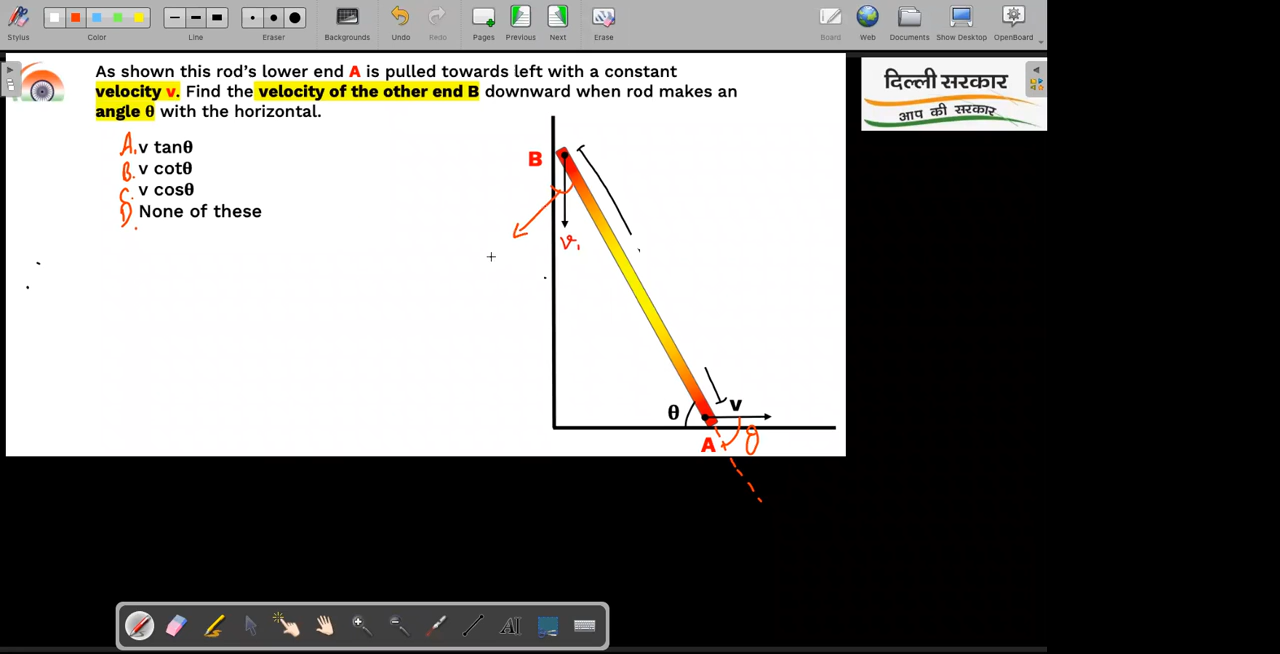 Stylus
Color
Line
Eraser
Backgrounds
Undo
Redo
Pages
Previous
Next
Erase
Board
Web
Documents
Show Desktop
OpenBoard
As shown this rod's lower end A is pulled towards left with a constant
velocity v. Find the velocity of the other end B downward when rod makes an
angle θ with the horizontal.
A. v tanθ
B. v cotθ
C. v cosθ
D. None of these
दिल्ली सरकार
आप की सरकार
B
v₁
θ
v
A
θ
AI